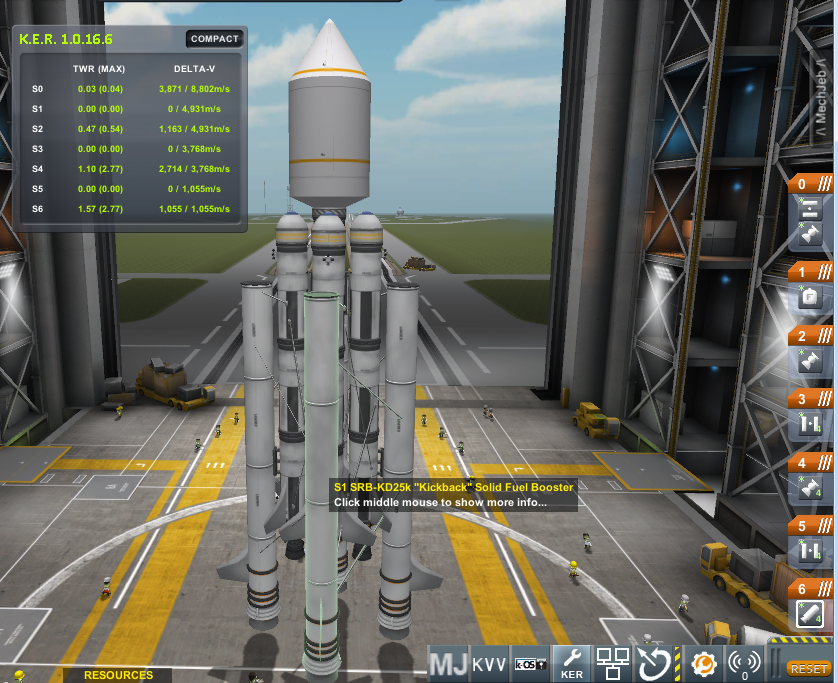 K.E.R. 1.0.16.6 COMPACT
TWR (MAX) DELTA-V
S0 0.03 (0.04) 3,871 / 8,802m/s
S1 0.00 (0.00) 0 / 4,931m/s
S2 0.47 (0.54) 1,163 / 4,931m/s
S3 0.00 (0.00) 0 / 3,768m/s
S4 1.10 (2.77) 2,714 / 3,768m/s
S5 0.00 (0.00) 0 / 1,055m/s
S6 1.57 (2.77) 1,055 / 1,055m/s
/\ MechJeb /\
0
1
2
3
4
4
4
5
4
6
4
S1 SRB-KD25k "Kickback" Solid Fuel Booster
Click middle mouse to show more info...
MJ KVV kOS KER 0
RESOURCES
RESET